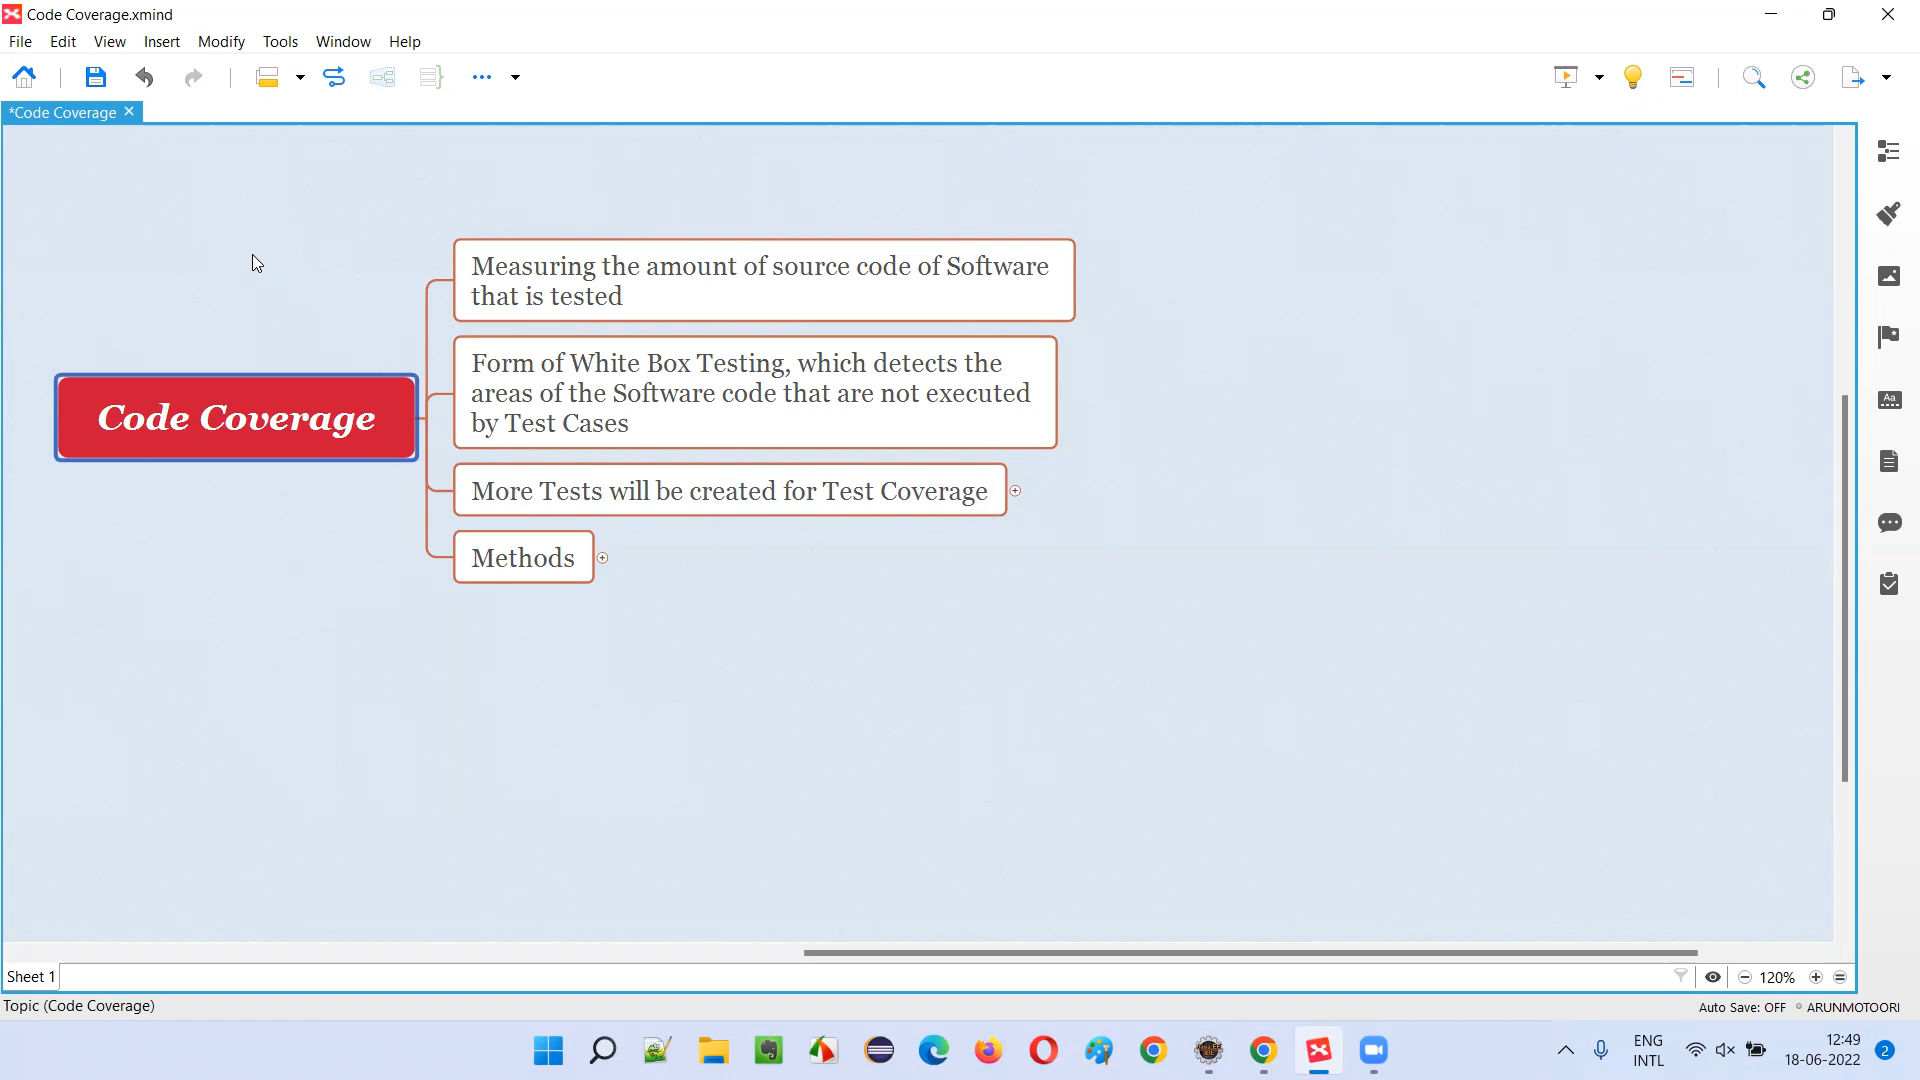 Code Coverage.xmind
File Edit View Insert Modify Tools Window Help
*Code Coverage
Measuring the amount of source code of Software
that is tested
Form of White Box Testing, which detects the
areas of the Software code that are not executed
by Test Cases
Code Coverage
More Tests will be created for Test Coverage
Methods
Sheet 1
120%
Topic (Code Coverage)
Auto Save: OFF
ARUNMOTOORI
ENG
INTL
12:49
18-06-2022
2